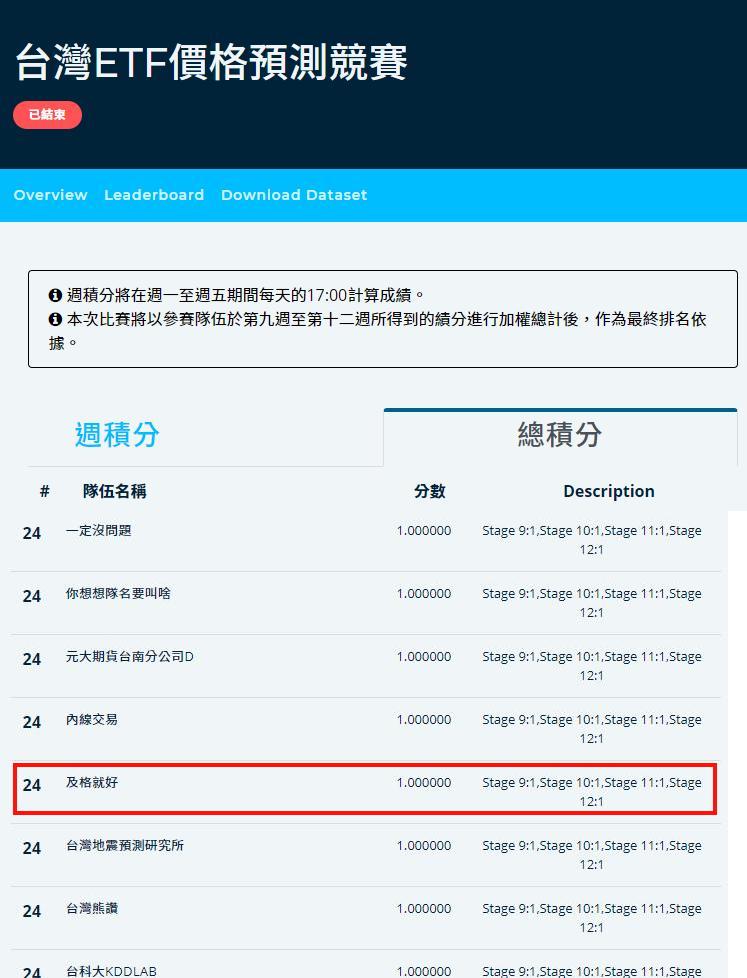 台灣ETF價格預測競賽
已結束
Overview Leaderboard Download Dataset
週積分將在週一至週五期間每天的17:00計算成績。
本次比賽將以參賽隊伍於第九週至第十二週所得到的績分進行加權總計後，作為最終排名依
據。
週積分 總積分
# 隊伍名稱 分數 Description
24 一定沒問題 1.000000 Stage 9:1,Stage 10:1,Stage 11:1,Stage
12:1
24 你想想隊名要叫啥 1.000000 Stage 9:1,Stage 10:1,Stage 11:1,Stage
12:1
24 元大期貨台南分公司D 1.000000 Stage 9:1,Stage 10:1,Stage 11:1,Stage
12:1
24 內線交易 1.000000 Stage 9:1,Stage 10:1,Stage 11:1,Stage
12:1
24 及格就好 1.000000 Stage 9:1,Stage 10:1,Stage 11:1,Stage
12:1
24 台灣地震預測研究所 1.000000 Stage 9:1,Stage 10:1,Stage 11:1,Stage
12:1
24 台灣熊讚 1.000000 Stage 9:1,Stage 10:1,Stage 11:1,Stage
12:1
24 台科大KDDLAB 1.000000 Stage 9:1,Stage 10:1,Stage 11:1,Stage